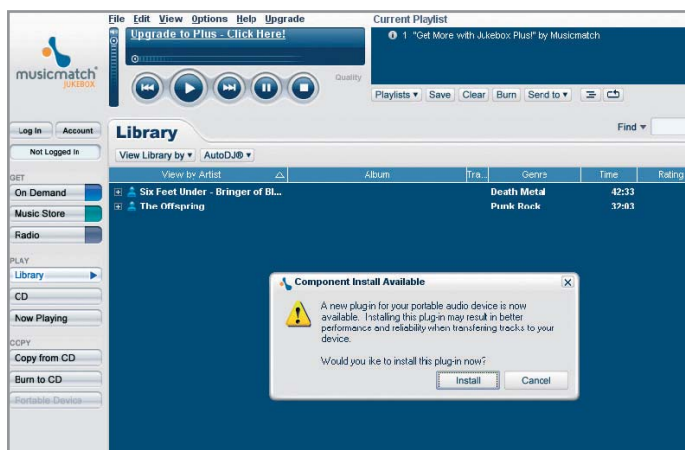 File Edit View Options Help Upgrade
Upgrade to Plus - Click Here!
Quality
musicmatch®
JUKEBOX
Current Playlist
1 "Get More with Jukebox Plus!" by Musicmatch
Playlists Save Clear Burn Send to
Log In Account
Not Logged In
Library
Find
View Library by AutoDJ®
View by Artist Album Tra... Genre Time Rating
Six Feet Under - Bringer of Bl... Death Metal 42:33
The Offspring Punk Rock 32:03
GET
On Demand
Music Store
Radio
PLAY
Library
CD
Now Playing
COPY
Copy from CD
Burn to CD
Portable Device
Component Install Available
A new plug-in for your portable audio device is now
available. Installing this plug-in may result in better
performance and reliability when transferring tracks to your
device.
Would you like to install this plug-in now?
Install Cancel